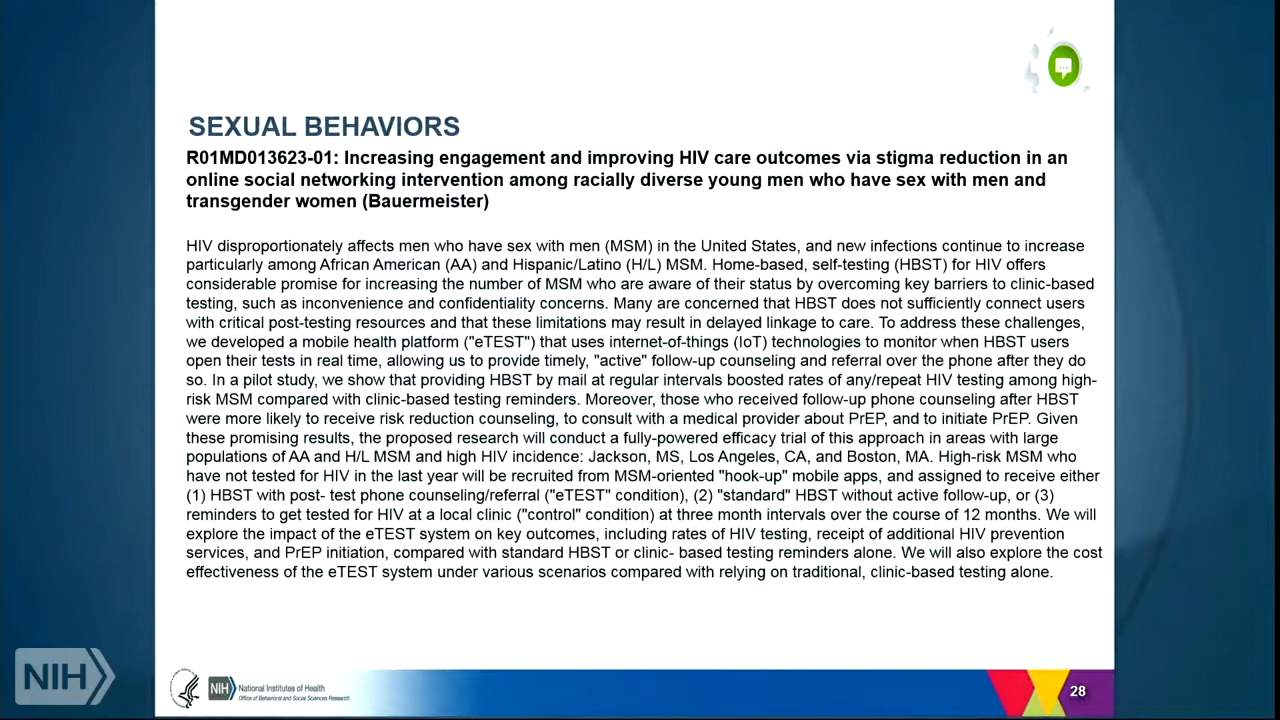 SEXUAL BEHAVIORS
R01MD013623-01: Increasing engagement and improving HIV care outcomes via stigma reduction in an
online social networking intervention among racially diverse young men who have sex with men and
transgender women (Bauermeister)
HIV disproportionately affects men who have sex with men (MSM) in the United States, and new infections continue to increase
particularly among African American (AA) and Hispanic/Latino (H/L) MSM. Home-based, self-testing (HBST) for HIV offers
considerable promise for increasing the number of MSM who are aware of their status by overcoming key barriers to clinic-based
testing, such as inconvenience and confidentiality concerns. Many are concerned that HBST does not sufficiently connect users
with critical post-testing resources and that these limitations may result in delayed linkage to care. To address these challenges,
we developed a mobile health platform ("eTEST") that uses internet-of-things (IoT) technologies to monitor when HBST users
open their tests in real time, allowing us to provide timely, "active" follow-up counseling and referral over the phone after they do
so. In a pilot study, we show that providing HBST by mail at regular intervals boosted rates of any/repeat HIV testing among high-
risk MSM compared with clinic-based testing reminders. Moreover, those who received follow-up phone counseling after HBST
were more likely to receive risk reduction counseling, to consult with a medical provider about PrEP, and to initiate PrEP. Given
these promising results, the proposed research will conduct a fully-powered efficacy trial of this approach in areas with large
populations of AA and H/L MSM and high HIV incidence: Jackson, MS, Los Angeles, CA, and Boston, MA. High-risk MSM who
have not tested for HIV in the last year will be recruited from MSM-oriented "hook-up" mobile apps, and assigned to receive either
(1) HBST with post- test phone counseling/referral ("eTEST" condition), (2) "standard" HBST without active follow-up, or (3)
reminders to get tested for HIV at a local clinic ("control" condition) at three month intervals over the course of 12 months. We will
explore the impact of the eTEST system on key outcomes, including rates of HIV testing, receipt of additional HIV prevention
services, and PrEP initiation, compared with standard HBST or clinic- based testing reminders alone. We will also explore the cost
effectiveness of the eTEST system under various scenarios compared with relying on traditional, clinic-based testing alone.
NIH
NIH
National Institutes of Health
Office of Behavioral and Social Sciences Research
28